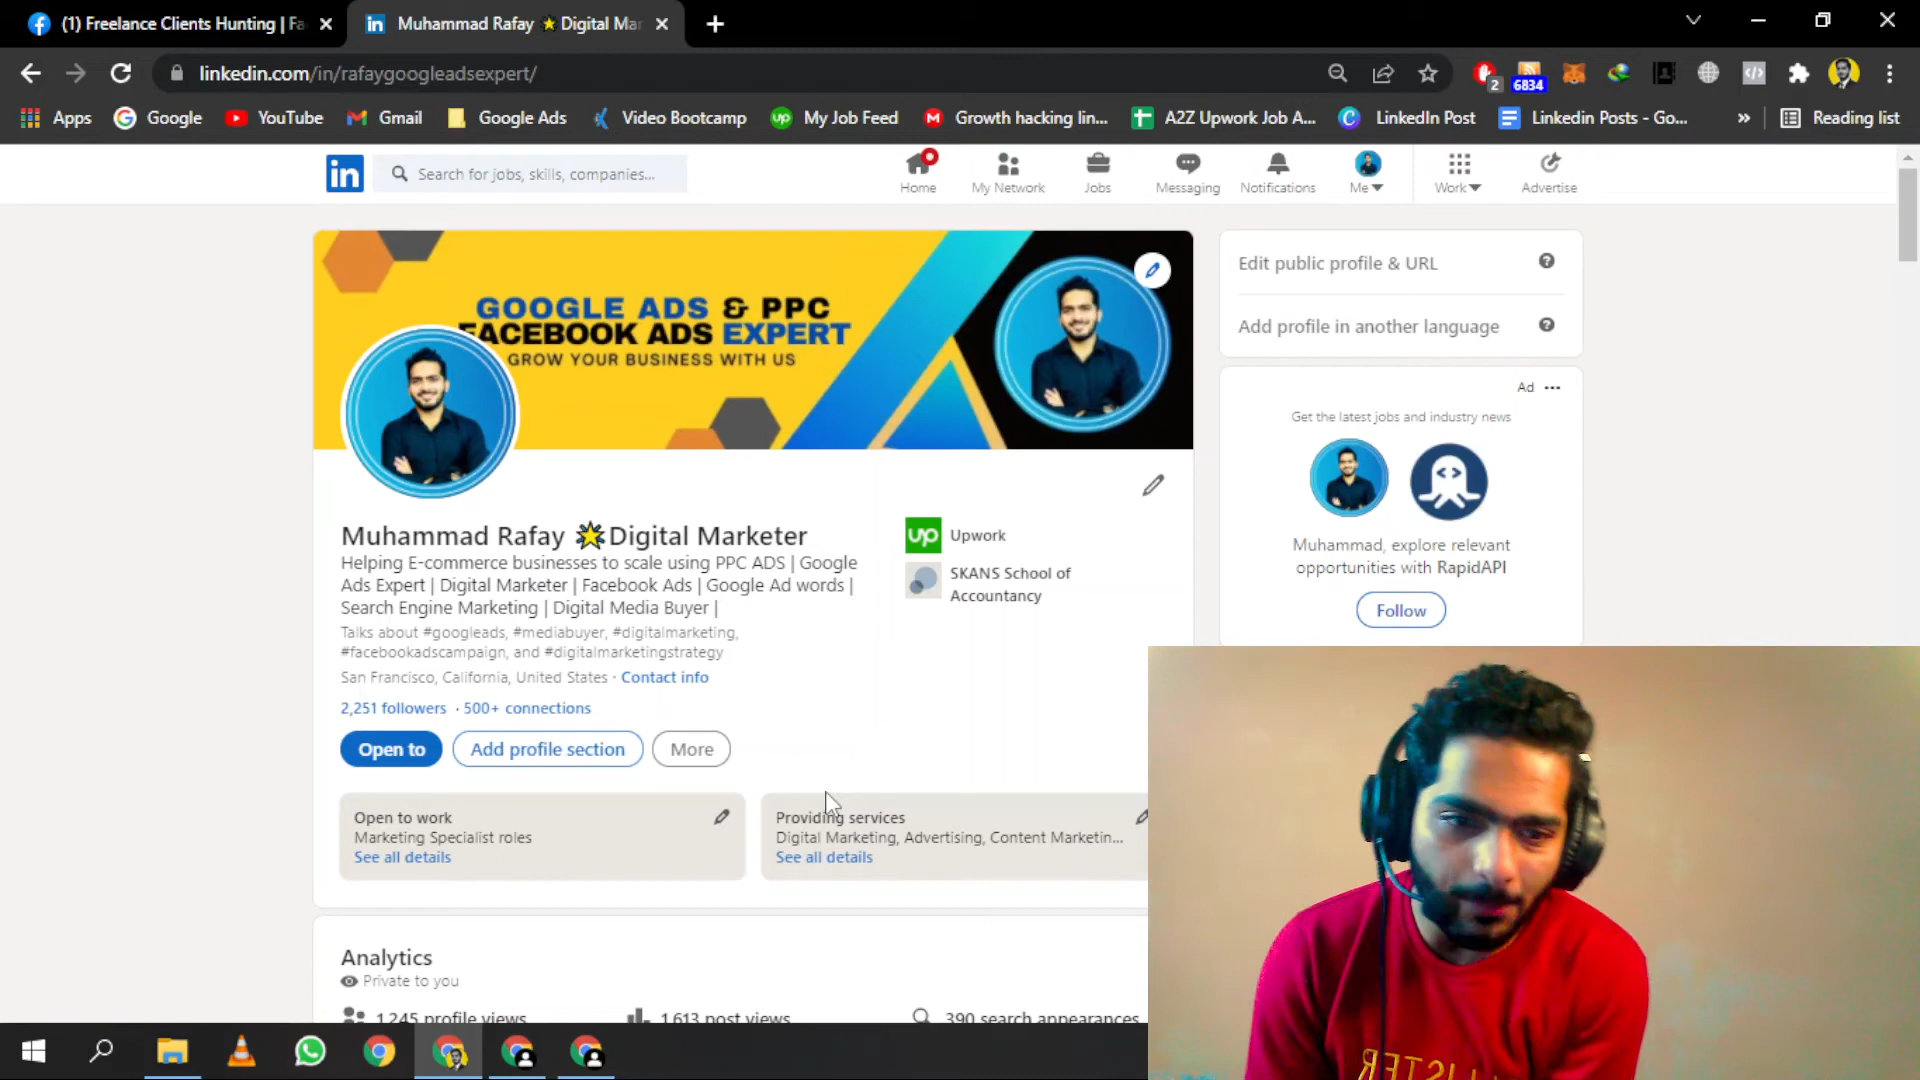 (1) Freelance Clients Hunting | Fa
Muhammad Rafay 🌟Digital Mar
linkedin.com/in/rafaygoogleadsexpert/
2
6834
Apps
Google
YouTube
Gmail
Google Ads
Video Bootcamp
My Job Feed
Growth hacking lin...
A2Z Upwork Job A...
LinkedIn Post
Linkedin Posts - Go...
»
Reading list
in
Search for jobs, skills, companies...
Home
My Network
Jobs
Messaging
Notifications
Me
Work
Advertise
GOOGLE ADS & PPC
FACEBOOK ADS EXPERT
GROW YOUR BUSINESS WITH US
Muhammad Rafay 🌟Digital Marketer
Helping E-commerce businesses to scale using PPC ADS | Google
Ads Expert | Digital Marketer | Facebook Ads | Google Ad words |
Search Engine Marketing | Digital Media Buyer |
Talks about #googleads, #mediabuyer, #digitalmarketing,
#facebookadscampaign, and #digitalmarketingstrategy
San Francisco, California, United States · Contact info
2,251 followers · 500+ connections
Open to
Add profile section
More
up Upwork
SKANS School of
Accountancy
Open to work
Marketing Specialist roles
See all details
Providing services
Digital Marketing, Advertising, Content Marketin...
See all details
Analytics
Private to you
1,245 profile views
1,613 post views
390 search appearances
Edit public profile & URL
Add profile in another language
Ad ···
Get the latest jobs and industry news
Muhammad, explore relevant
opportunities with RapidAPI
Follow